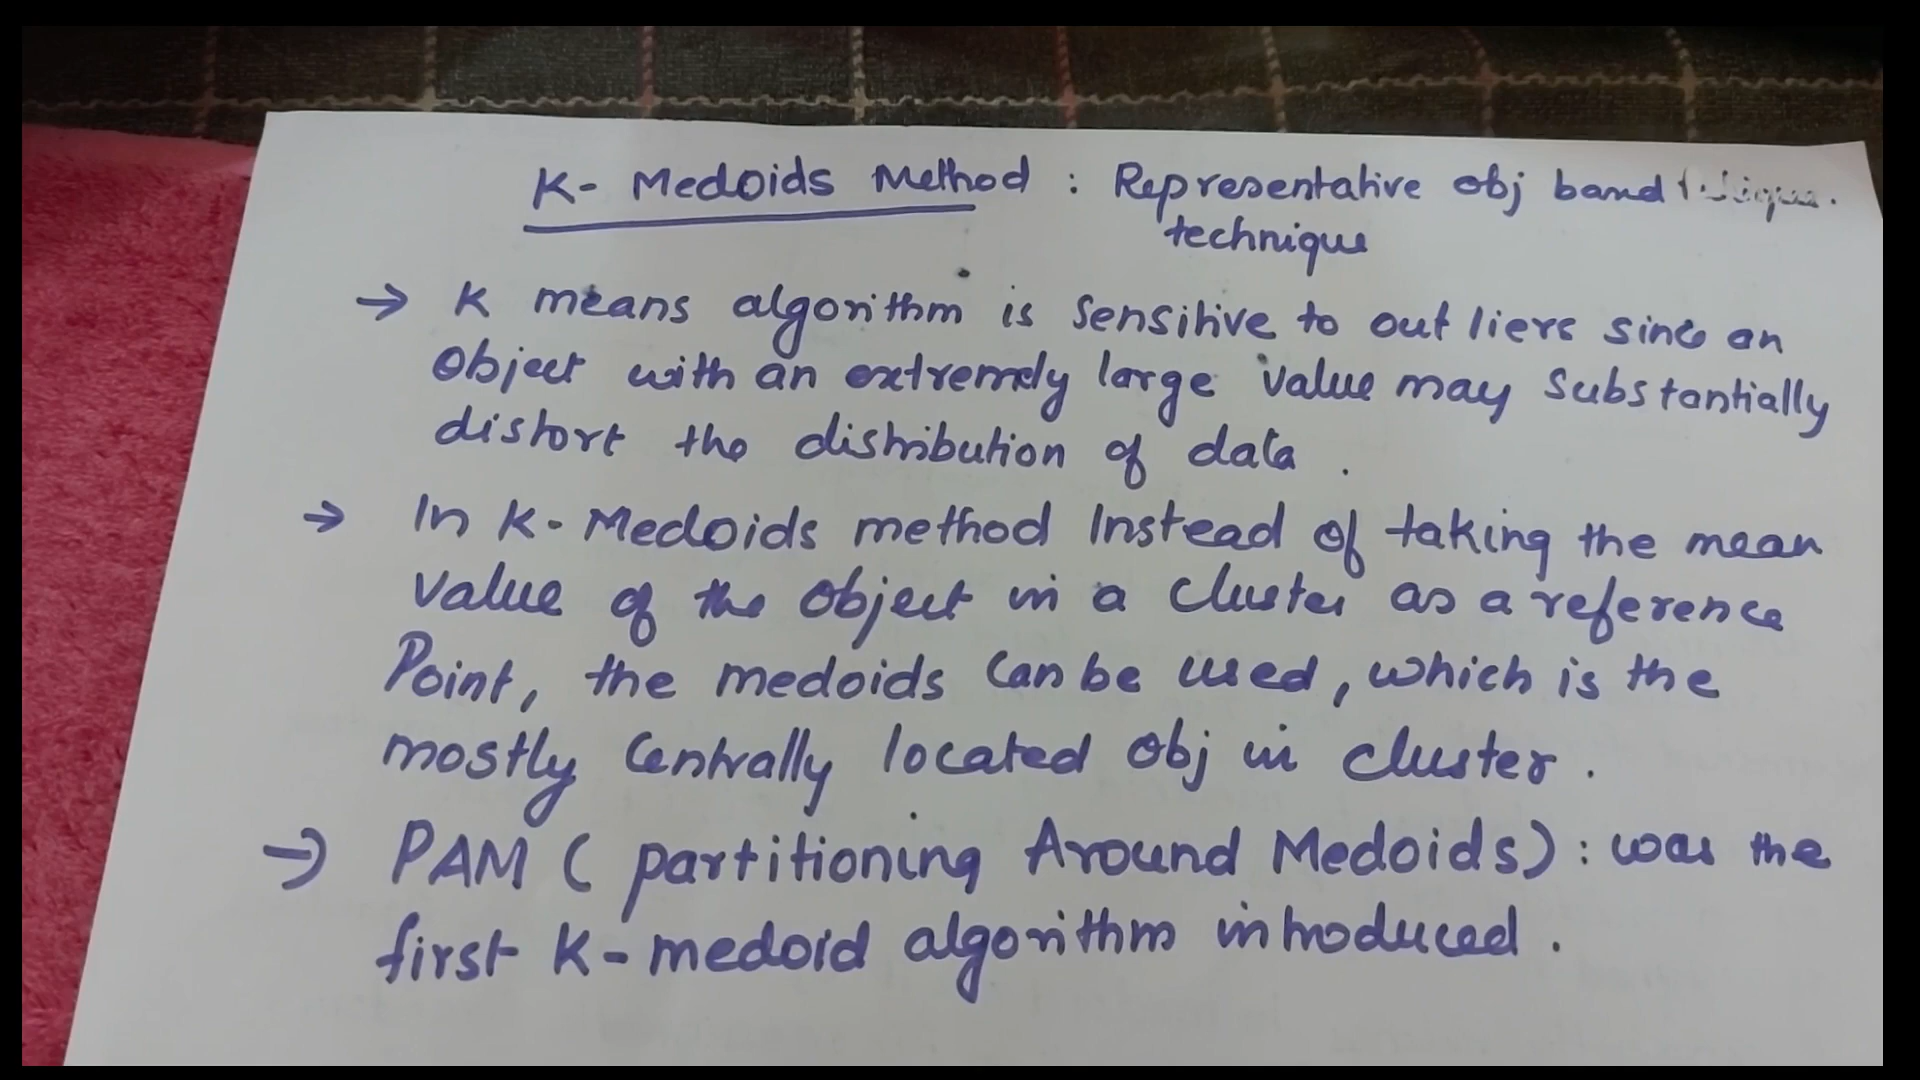 K- Medoids Method : Representative obj based
technique
→ K means algorithm is sensitive to out liers since an
object with an extremely large value may substantially
distort the distribution of data .
→ In K- Medoids method Instead of taking the mean
value of the object in a cluster as a reference
Point, the medoids can be used, which is the
mostly centrally located obj in cluster .
→ PAM ( partitioning Around Medoids) : was the
first K-medoid algorithm introduced .